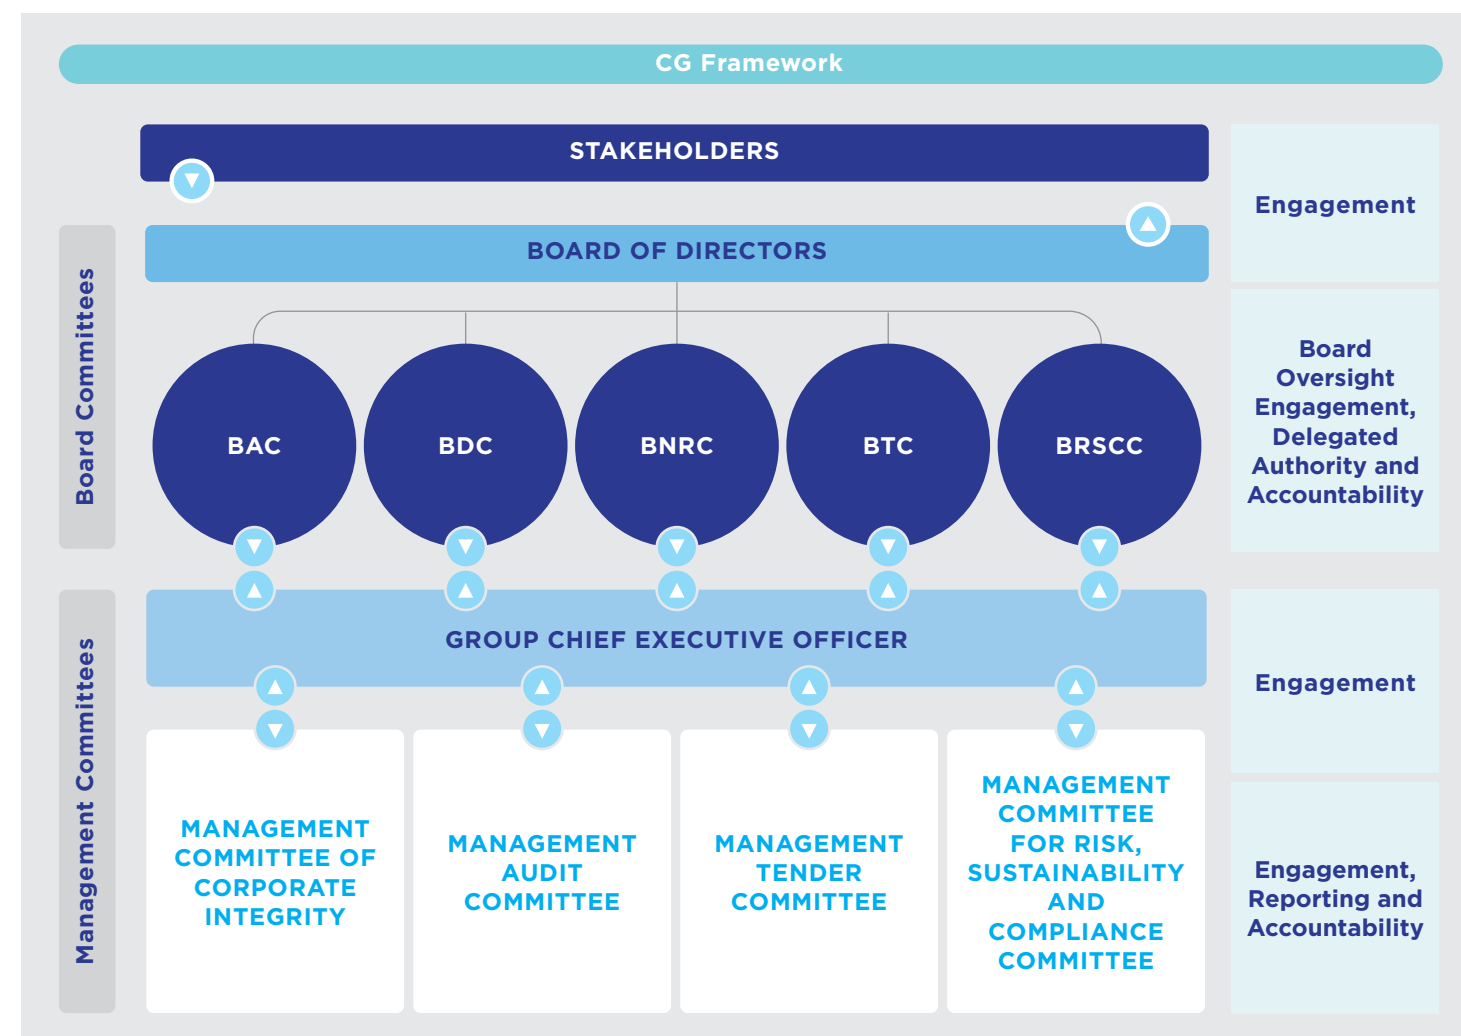 CG Framework
STAKEHOLDERS
Engagement
BOARD OF DIRECTORS
Board Committees
BAC
BDC
BNRC
BTC
BRSCC
Board
Oversight
Engagement,
Delegated
Authority and
Accountability
Management Committees
GROUP CHIEF EXECUTIVE OFFICER
Engagement
MANAGEMENT
COMMITTEE OF
CORPORATE
INTEGRITY
MANAGEMENT
AUDIT
COMMITTEE
MANAGEMENT
TENDER
COMMITTEE
MANAGEMENT
COMMITTEE
FOR RISK,
SUSTAINABILITY
AND
COMPLIANCE
COMMITTEE
Engagement,
Reporting and
Accountability